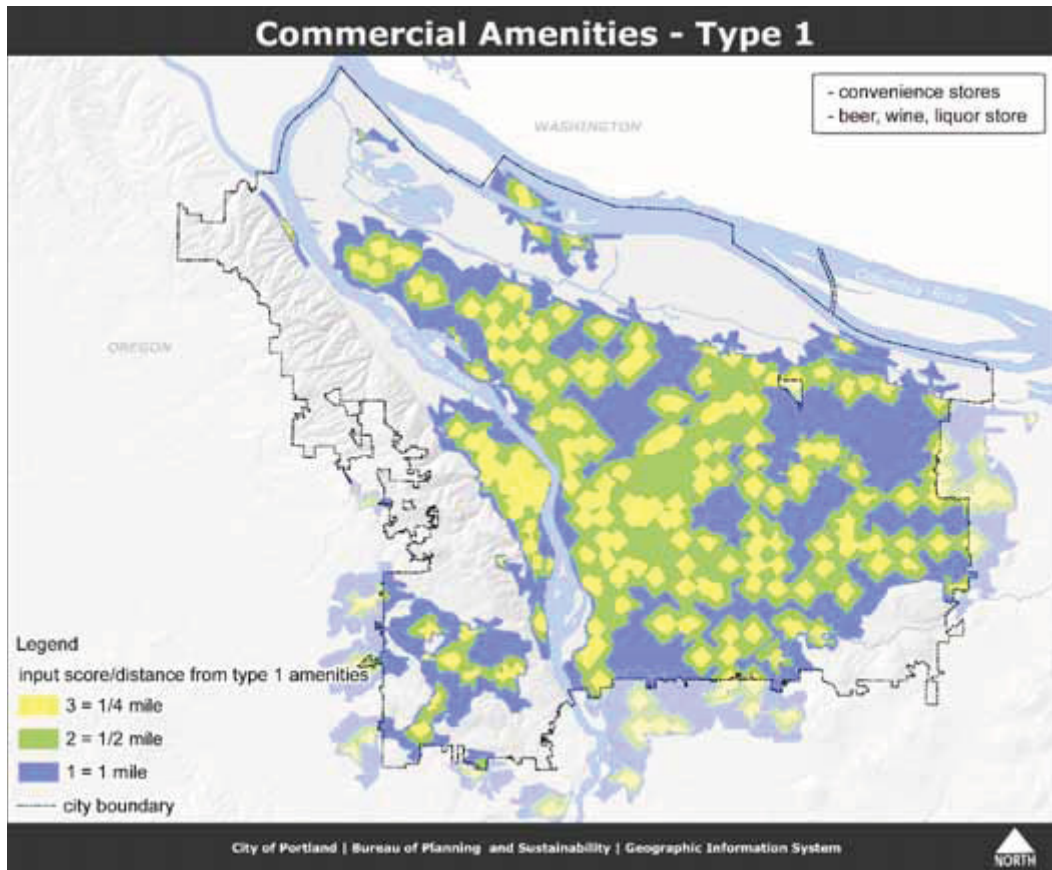 Commercial Amenities - Type 1
- convenience stores
- beer, wine, liquor store
WASHINGTON
Columbia River
OREGON
Legend
input score/distance from type 1 amenities
3 = 1/4 mile
2 = 1/2 mile
1 = 1 mile
city boundary
City of Portland | Bureau of Planning and Sustainability | Geographic Information System
NORTH